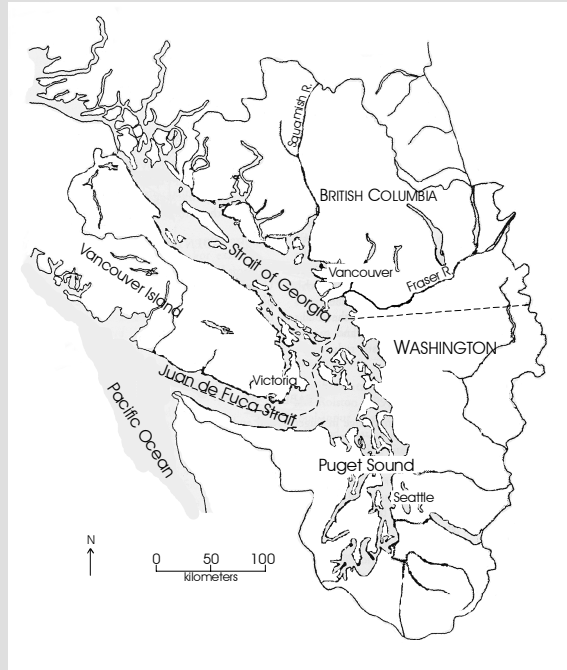 Squamish R.
BRITISH COLUMBIA
Strait of Georgia
Vancouver
Vancouver Island
Fraser R.
WASHINGTON
Juan de Fuca Strait
Victoria
Pacific Ocean
Puget Sound
Seattle
N
0 50 100
kilometers